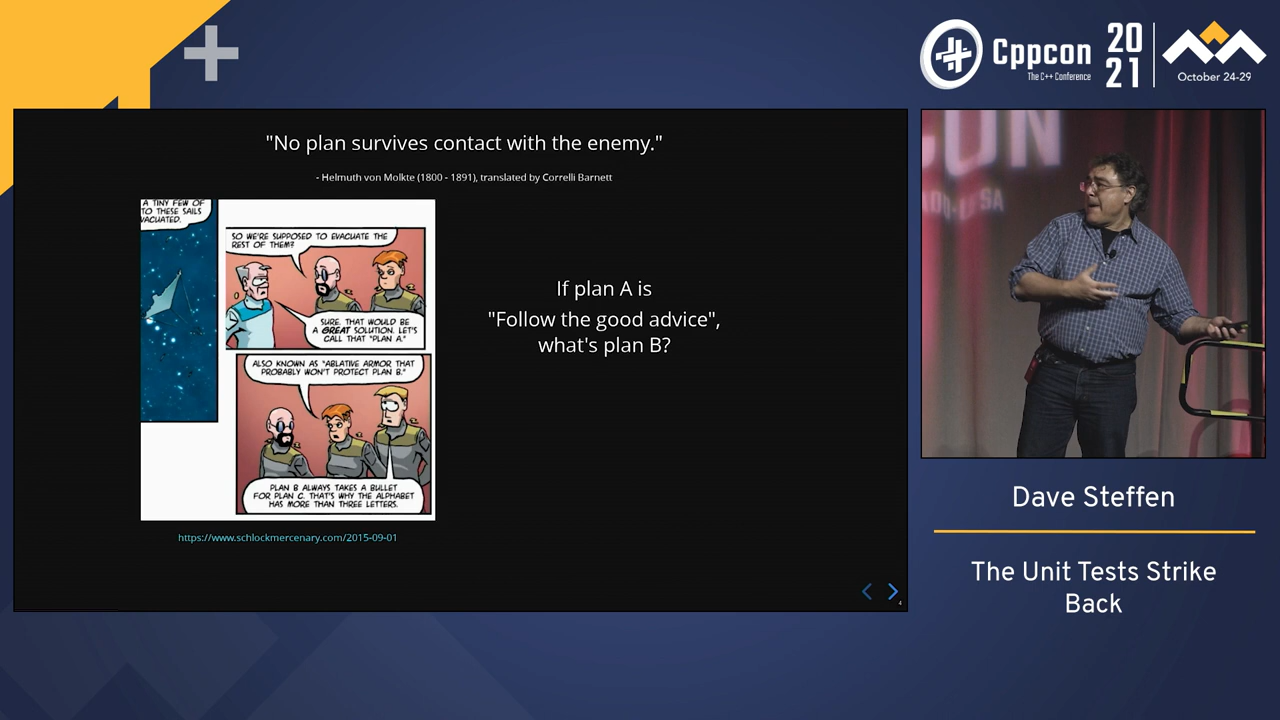 Cppcon
The C++ Conference
20
21
October 24-29
"No plan survives contact with the enemy."
- Helmuth von Molkte (1800 - 1891), translated by Correlli Barnett
A TINY FEW OF
TO THESE SAILS
VACUATED.
SO WE'RE SUPPOSED TO EVACUATE THE
REST OF THEM?
SURE. THAT WOULD BE
A GREAT SOLUTION. LET'S
CALL THAT "PLAN A."
ALSO KNOWN AS "ABLATIVE ARMOR THAT
PROBABLY WON'T PROTECT PLAN B."
PLAN B ALWAYS TAKES A BULLET
FOR PLAN C. THAT'S WHY THE ALPHABET
HAS MORE THAN THREE LETTERS.
https://www.schlockmercenary.com/2015-09-01
If plan A is
"Follow the good advice",
what's plan B?
4
CON
ADO, USA
Dave Steffen
The Unit Tests Strike
Back